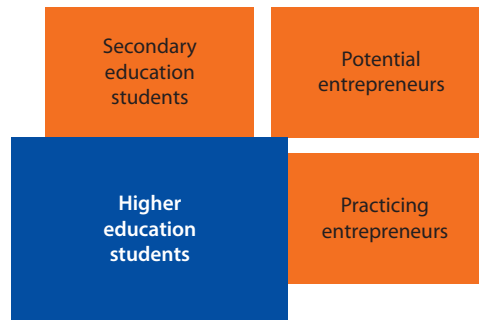 Secondary
education
students
Potential
entrepreneurs
Higher
education
students
Practicing
entrepreneurs